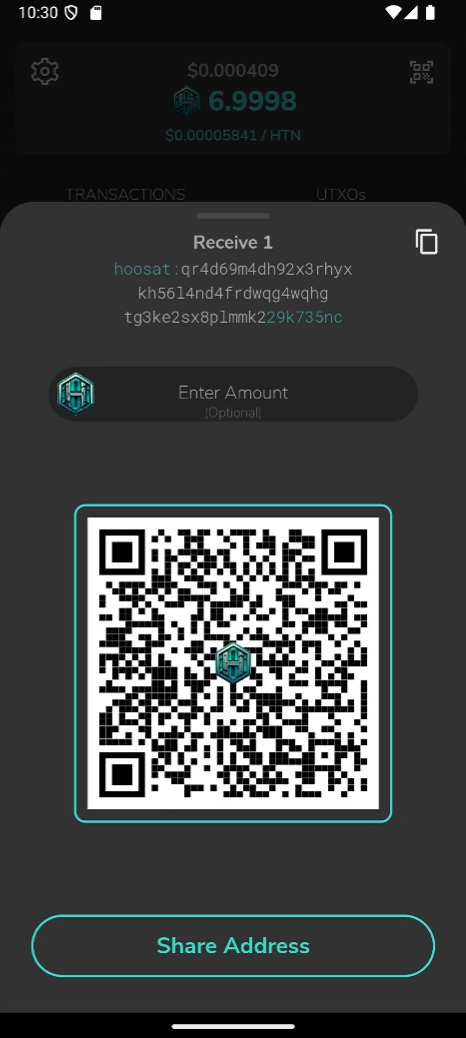 10:30
$0.000409
6.9998
$0.00005841 / HTN
TRANSACTIONS UTXOs
Receive 1
hoosat:qr4d69m4dh92x3rhyx
kh56l4nd4frdwqg4wqhg
tg3ke2sx8plmmk229k735nc
Enter Amount
(Optional)
Share Address